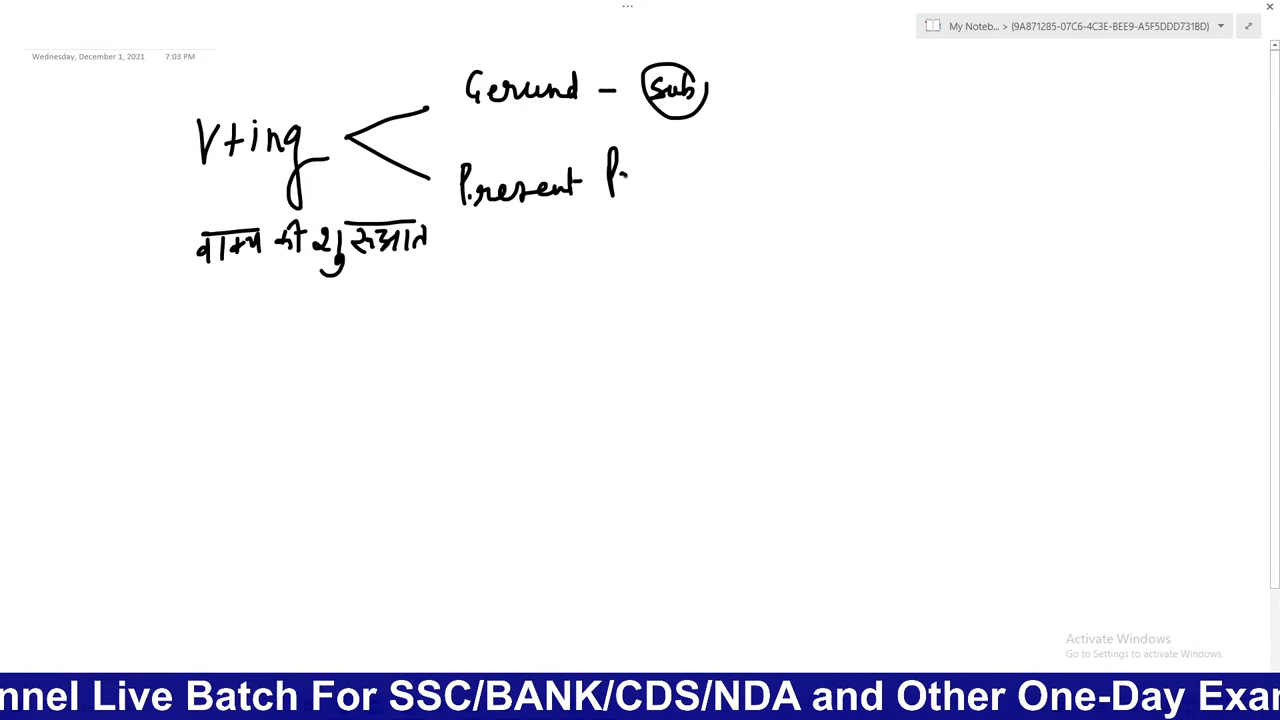 My Noteb... > {9A871285-07C6-4C3E-BEE9-A5F5DDD731BD}
Wednesday, December 1, 2021 7:03 PM
Gerund - Sub
V+ing
Present P
वाक्य की शुरुआत
Activate Windows
Go to Settings to activate Windows.
nnel Live Batch For SSC/BANK/CDS/NDA and Other One-Day Exar